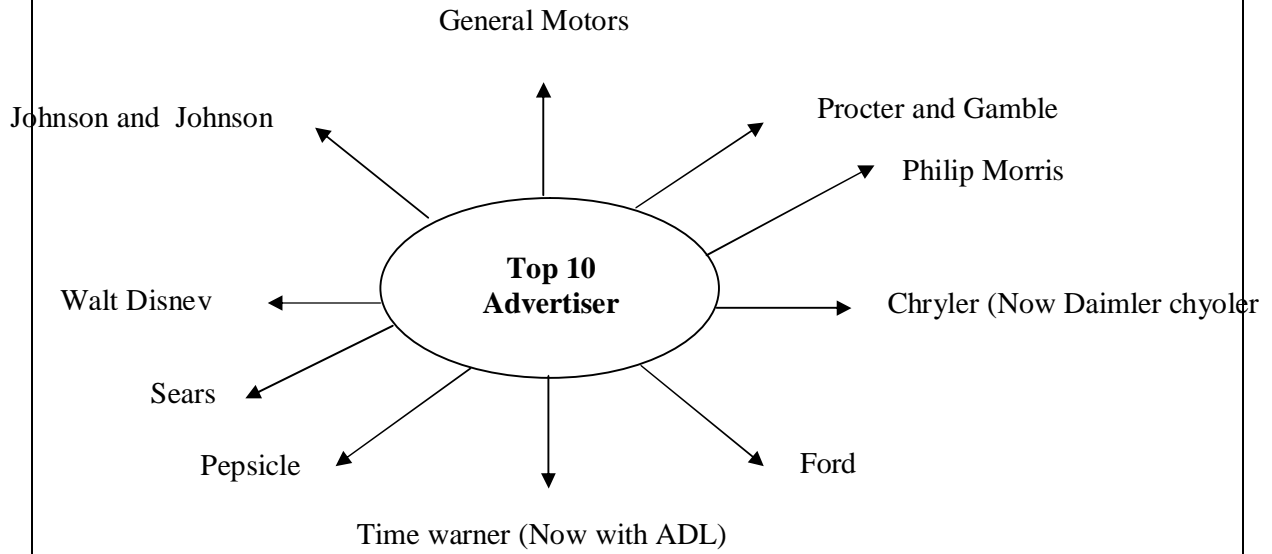 General Motors
Johnson and Johnson
Procter and Gamble
Philip Morris
Top 10
Advertiser
Walt Disnev
Chryler (Now Daimler chyoler
Sears
Pepsicle
Ford
Time warner (Now with ADL)